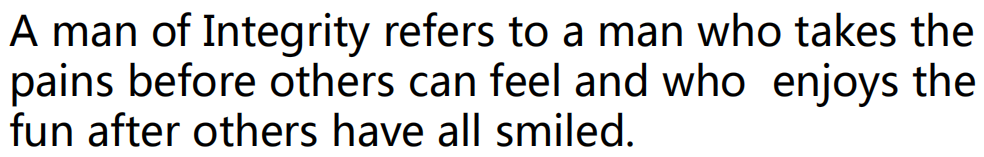 A man of Integrity refers to a man who takes the
pains before others can feel and who  enjoys the
fun after others have all smiled.